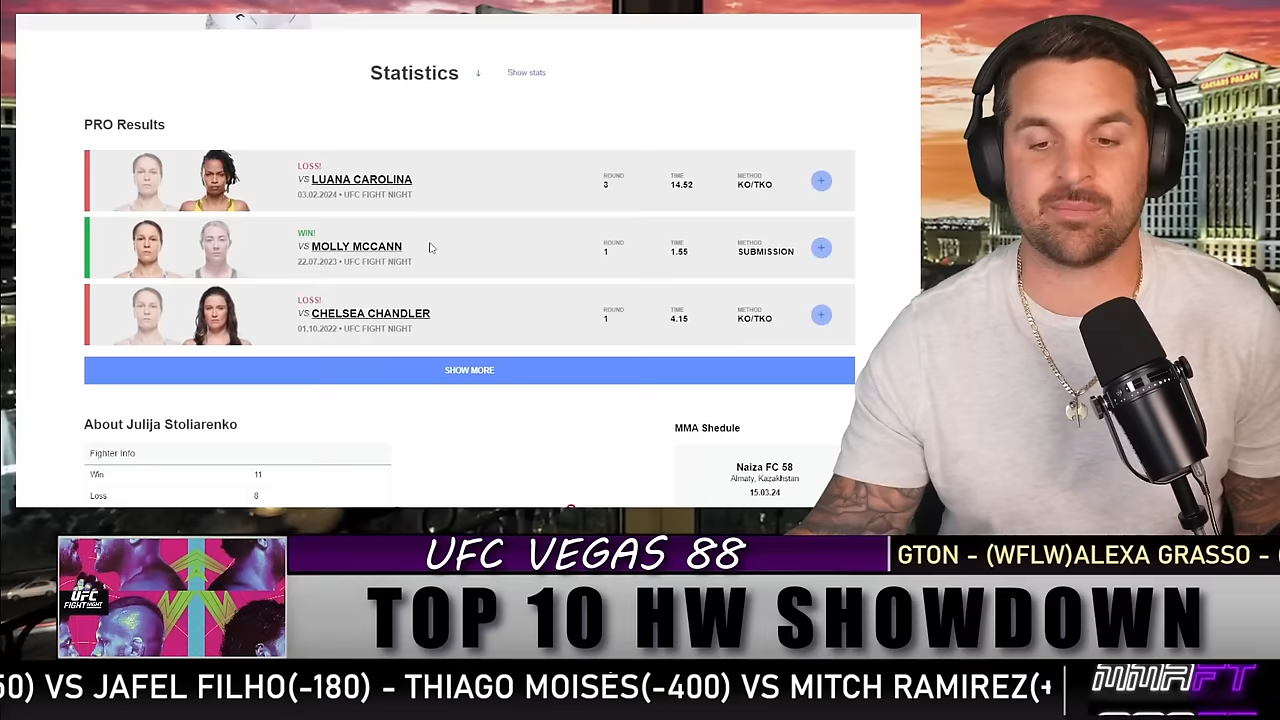 Statistics ↓ Show stats
PRO Results
LOSS!
VS LUANA CAROLINA
03.02.2024 • UFC FIGHT NIGHT
ROUND
3
TIME
14.52
METHOD
KO/TKO
+
WIN!
VS MOLLY MCCANN
22.07.2023 • UFC FIGHT NIGHT
ROUND
1
TIME
1.55
METHOD
SUBMISSION
+
LOSS!
VS CHELSEA CHANDLER
01.10.2022 • UFC FIGHT NIGHT
ROUND
1
TIME
4.15
METHOD
KO/TKO
+
SHOW MORE
About Julija Stoliarenko
Fighter Info
Win 11
Loss 8
MMA Shedule
Naiza FC 58
Almaty, Kazakhstan
15.03.24
CAESARS PALACE
UFC VEGAS 88
GTON - (WFLW)ALEXA GRASSO -
UFC
FIGHT NIGHT
TOP 10 HW SHOWDOWN
50) VS JAFEL FILHO(-180) - THIAGO MOISES(-400) VS MITCH RAMIREZ(+
MMAFT